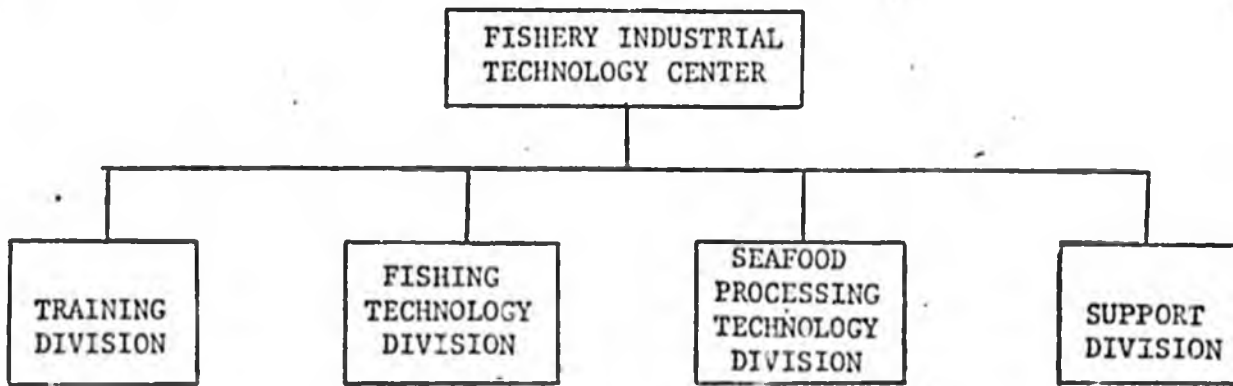 FISHERY INDUSTRIAL
TECHNOLOGY CENTER
TRAINING
DIVISION
FISHING
TECHNOLOGY
DIVISION
SEAFOOD
PROCESSING
TECHNOLOGY
DIVISION
SUPPORT
DIVISION